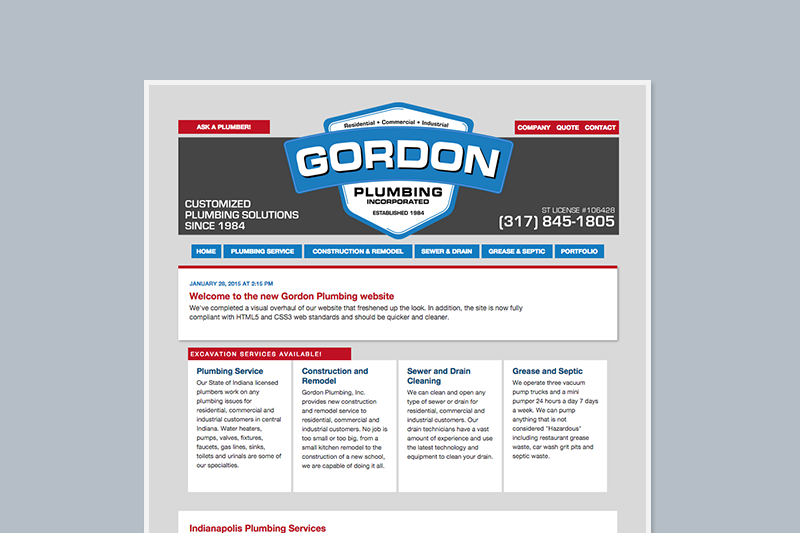 ASK A PLUMBER!
Residential • Commercial • Industrial
COMPANY QUOTE CONTACT
GORDON
PLUMBING
INCORPORATED
ESTABLISHED 1984
CUSTOMIZED
PLUMBING SOLUTIONS
SINCE 1984
ST LICENSE #106428
(317) 845-1805
HOME PLUMBING SERVICE CONSTRUCTION & REMODEL SEWER & DRAIN GREASE & SEPTIC PORTFOLIO
JANUARY 28, 2015 AT 2:15 PM
Welcome to the new Gordon Plumbing website
We've completed a visual overhaul of our website that freshened up the look. In addition, the site is now fully
compliant with HTML5 and CSS3 web standards and should be quicker and cleaner.
EXCAVATION SERVICES AVAILABLE!
Plumbing Service
Our State of Indiana licensed
plumbers work on any
plumbing issues for
residential, commercial and
industrial customers in central
Indiana. Water heaters,
pumps, valves, fixtures,
faucets, gas lines, sinks,
toilets and urinals are some of
our specialties.
Construction and
Remodel
Gordon Plumbing, Inc.
provides new construction
and remodel service to
residential, commercial and
industrial customers. No job is
too small or too big, from a
small kitchen remodel to the
construction of a new school,
we are capable of doing it all.
Sewer and Drain
Cleaning
We can clean and open any
type of sewer or drain for
residential, commercial and
industrial customers. Our
drain technicians have a vast
amount of experience and use
the latest technology and
equipment to clean your drain.
Grease and Septic
We operate three vacuum
pump trucks and a mini
pumper 24 hours a day 7 days
a week. We can pump
anything that is not
considered "Hazardous"
including restaurant grease
waste, car wash grit pits and
septic waste.
Indianapolis Plumbing Services